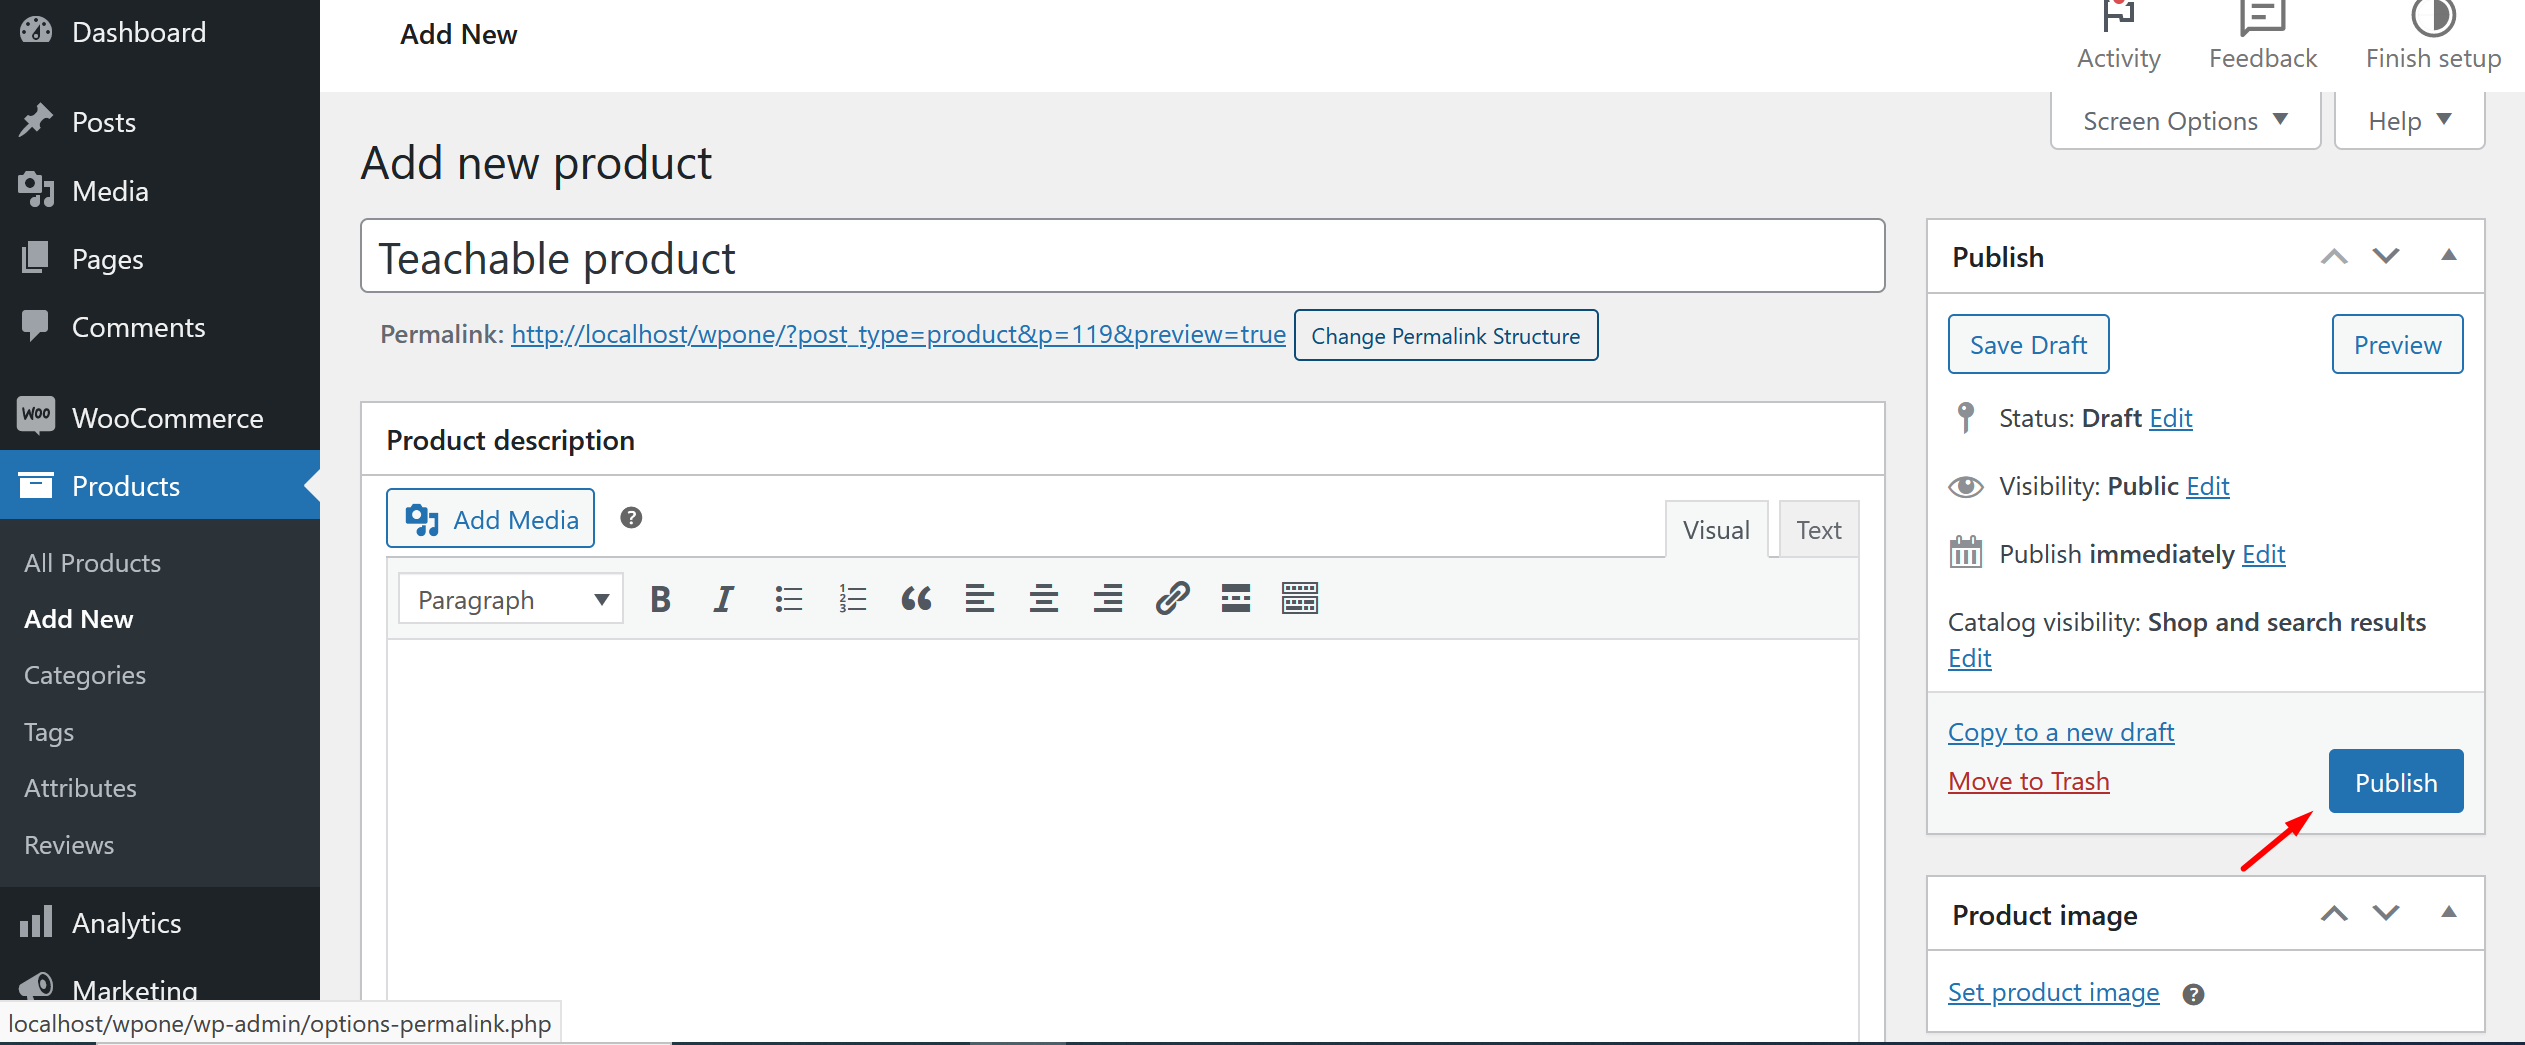 Dashboard
Posts
Media
Pages
Comments
Woo
WooCommerce
Products
All Products
Add New
Categories
Tags
Attributes
Reviews
Analytics
Marketing
localhost/wpone/wp-admin/options-permalink.php
Add New
Activity
Feedback
Finish setup
Screen Options ▼
Help ▼
Add new product
Teachable product
Permalink: http://localhost/wpone/?post_type=product&p=119&preview=true Change Permalink Structure
Product description
Add Media ?
Visual Text
Paragraph ▼ B I
Publish
Save Draft Preview
Status: Draft Edit
Visibility: Public Edit
Publish immediately Edit
Catalog visibility: Shop and search results
Edit
Copy to a new draft
Move to Trash
Publish
Product image
Set product image ?